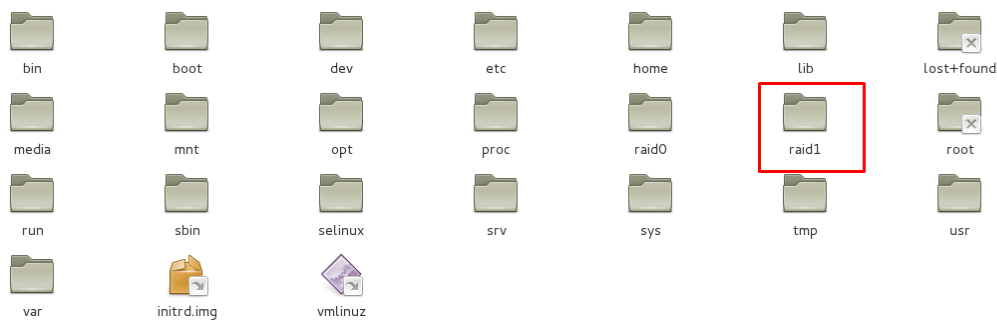 bin boot dev etc home lib lost+found
media mnt opt proc raid0 raid1 root
run sbin selinux srv sys tmp usr
var initrd.img vmlinuz